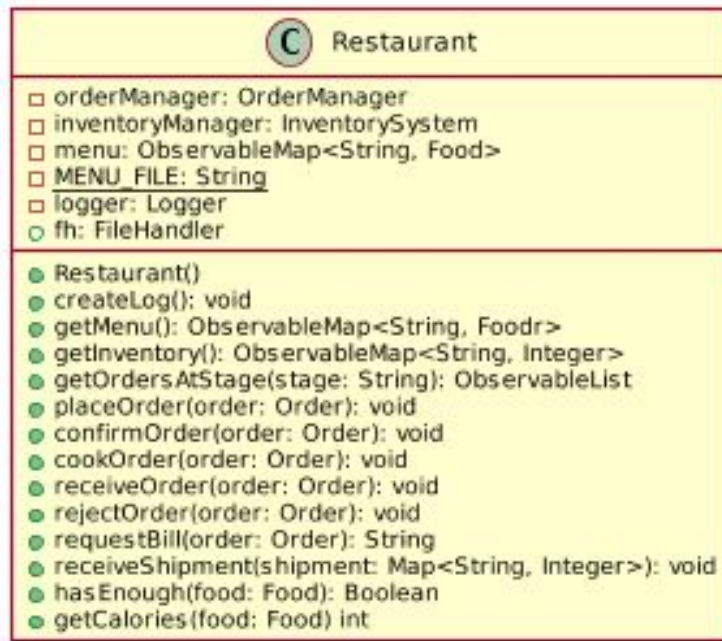 C Restaurant
orderManager: OrderManager
inventoryManager: InventorySystem
menu: ObservableMap<String, Food>
MENU_FILE: String
logger: Logger
fh: FileHandler
Restaurant()
createLog(): void
getMenu(): ObservableMap<String, Foodr>
getInventory(): ObservableMap<String, Integer>
getOrdersAtStage(stage: String): ObservableList
placeOrder(order: Order): void
confirmOrder(order: Order): void
cookOrder(order: Order): void
receiveOrder(order: Order): void
rejectOrder(order: Order): void
requestBill(order: Order): String
receiveShipment(shipment: Map<String, Integer>): void
hasEnough(food: Food): Boolean
getCalories(food: Food) int